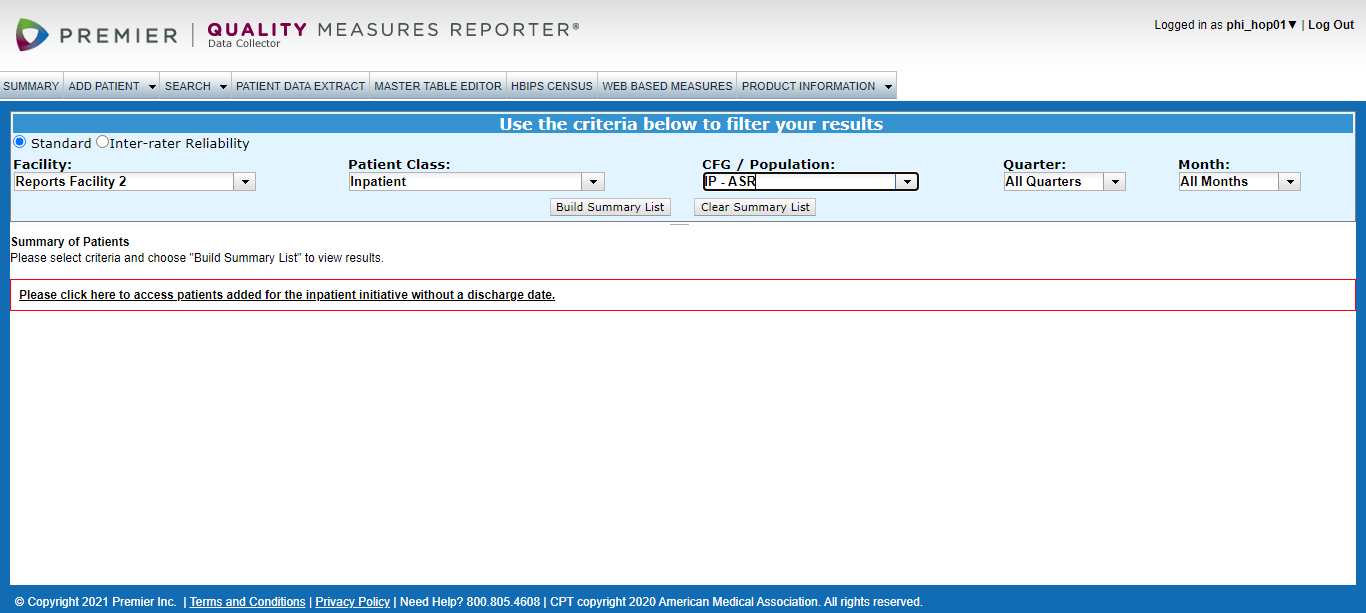 PREMIER | QUALITY MEASURES REPORTER®
Data Collector
Logged in as phi_hop01▼ | Log Out
SUMMARY ADD PATIENT SEARCH PATIENT DATA EXTRACT MASTER TABLE EDITOR HBIPS CENSUS WEB BASED MEASURES PRODUCT INFORMATION
Use the criteria below to filter your results
Standard Inter-rater Reliability
Facility: Patient Class: CFG / Population: Quarter: Month:
Reports Facility 2 Inpatient IP - ASR All Quarters All Months
Build Summary List Clear Summary List
Summary of Patients
Please select criteria and choose "Build Summary List" to view results.
Please click here to access patients added for the inpatient initiative without a discharge date.
© Copyright 2021 Premier Inc. | Terms and Conditions | Privacy Policy | Need Help? 800.805.4608 | CPT copyright 2020 American Medical Association. All rights reserved.